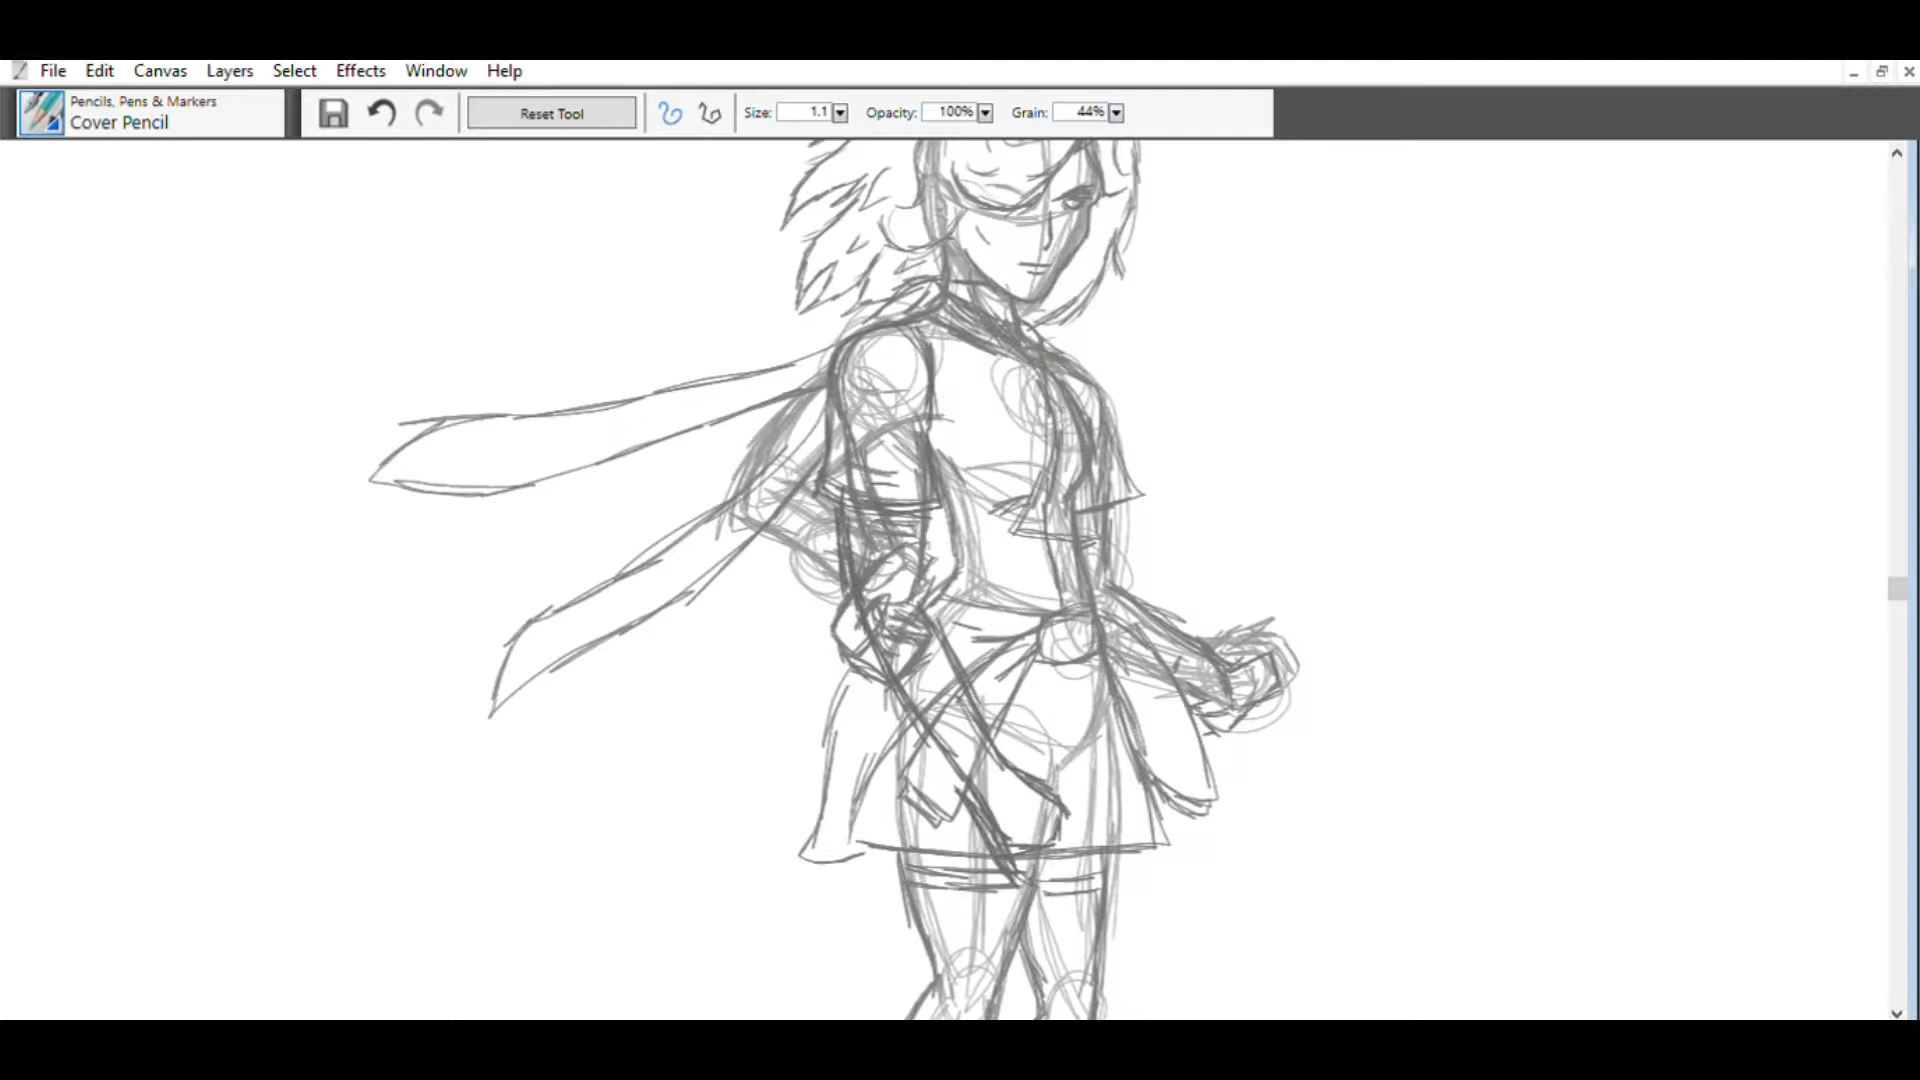 File Edit Canvas Layers Select Effects Window Help
Pencils, Pens & Markers
Cover Pencil
Reset Tool
Size: 1.1 Opacity: 100% Grain: 44%